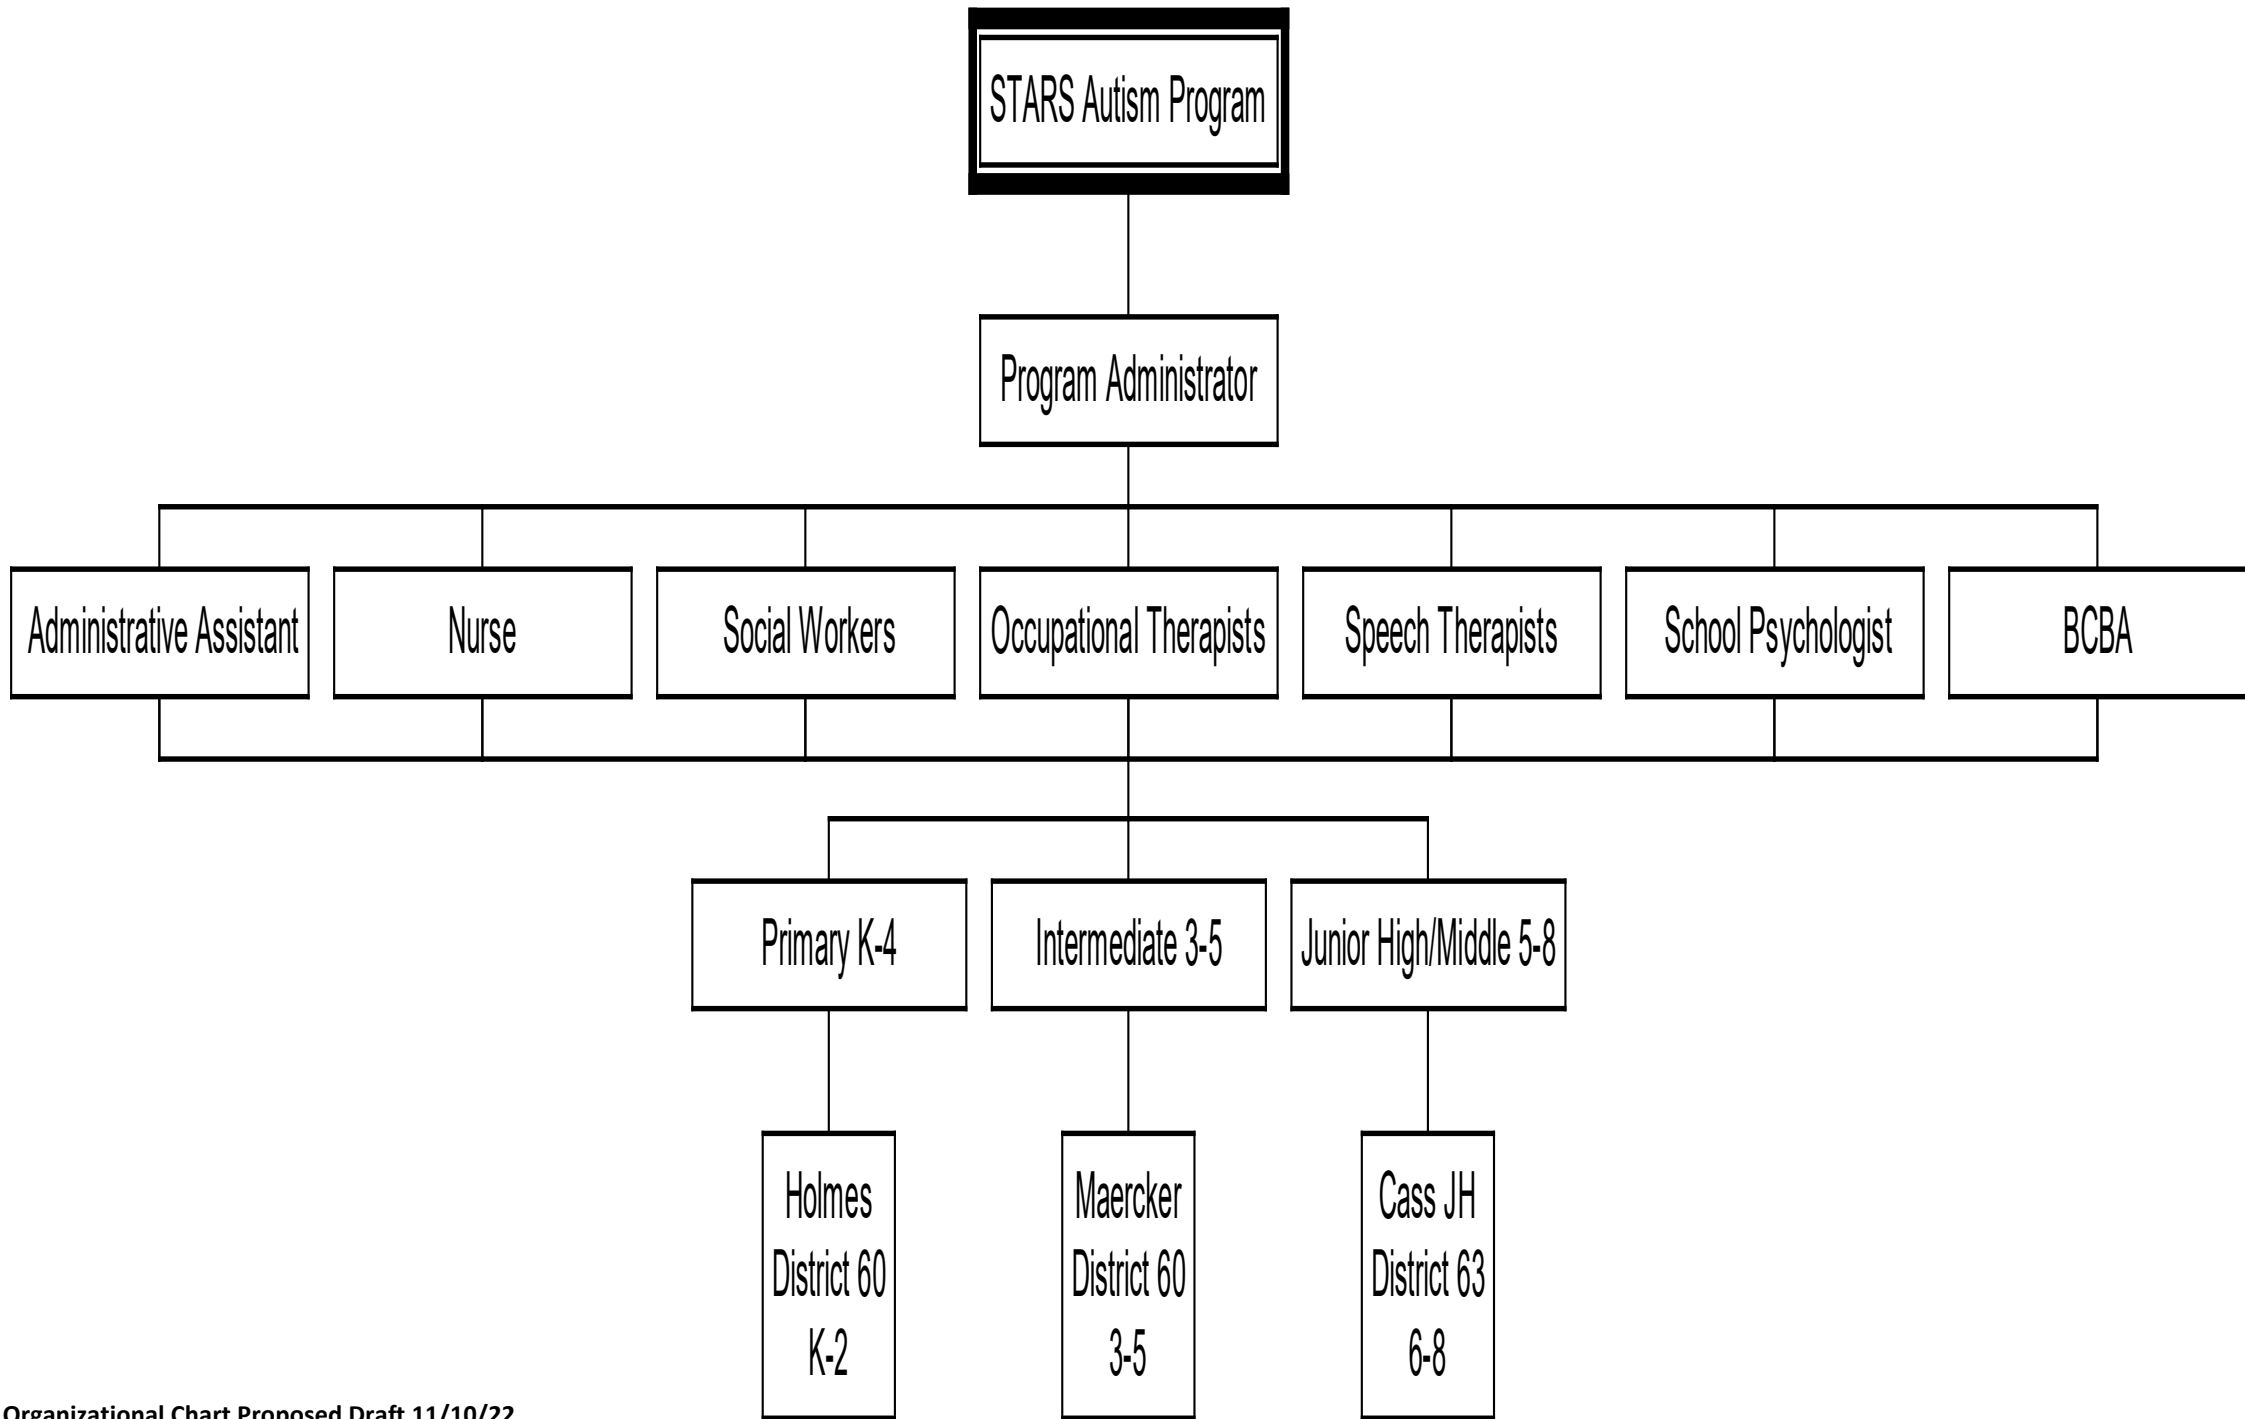 STARS Autism Program
Program Administrator
Administrative Assistant
Nurse
Social Workers
Occupational Therapists
Speech Therapists
School Psychologist
BCBA
Primary K-4
Intermediate 3-5
Junior High/Middle 5-8
Holmes
District 60
K-2
Maercker
District 60
3-5
Cass JH
District 63
6-8
Organizational Chart Proposed Draft 11/10/22